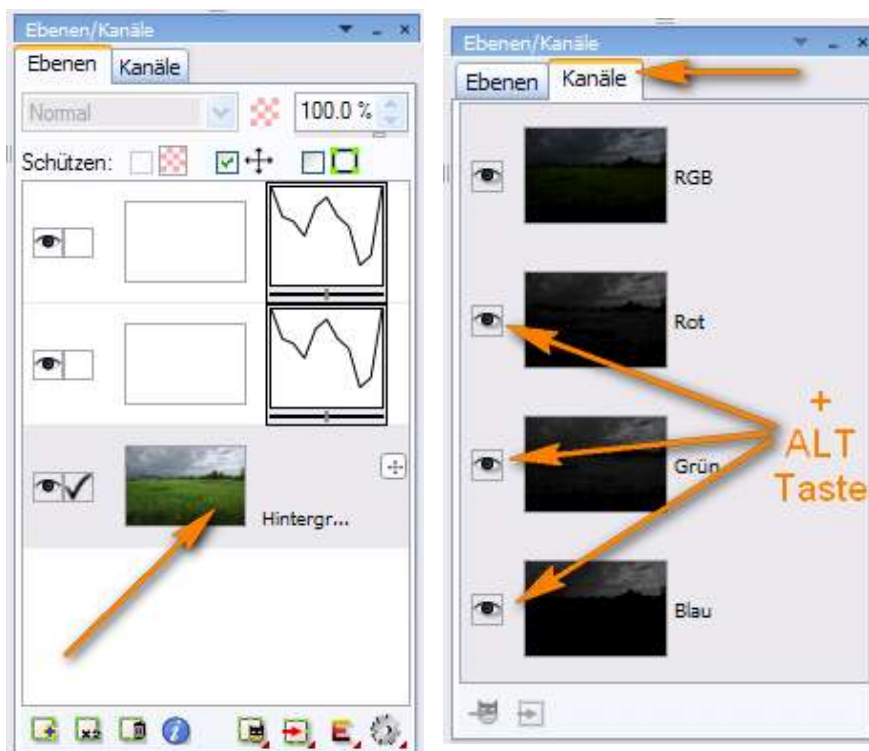 Ebenen/Kanäle
Ebenen Kanäle
Normal 100.0 %
Schützen:
Hintergr...
Ebenen/Kanäle
Ebenen Kanäle
RGB
Rot
Grün
Blau
+
ALT
Taste